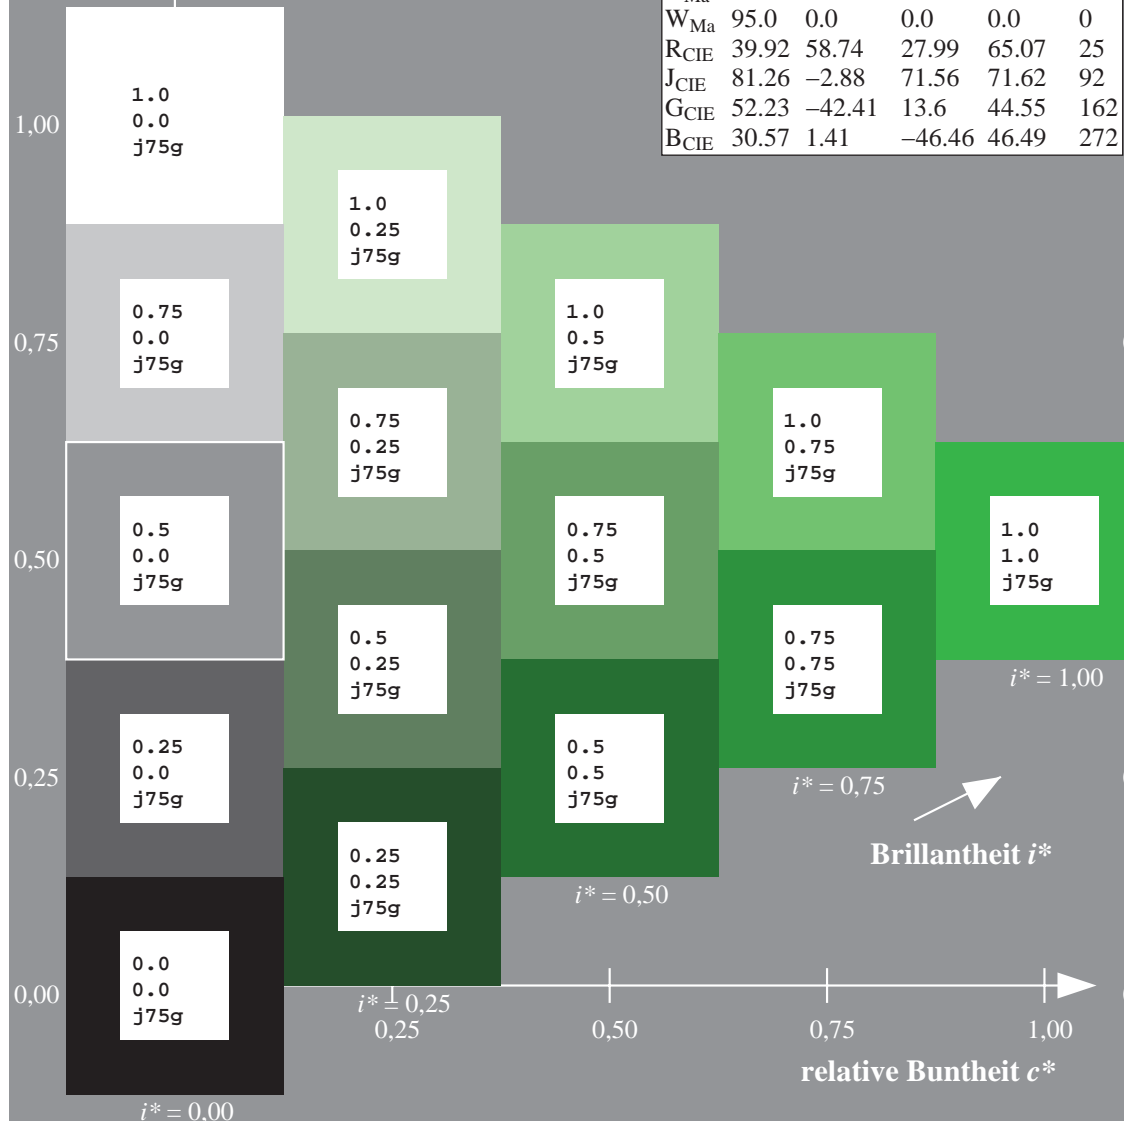 W_Ma 95.0 0.0 0.0 0.0 0
R_CIE 39.92 58.74 27.99 65.07 25
J_CIE 81.26 −2.88 71.56 71.62 92
G_CIE 52.23 −42.41 13.6 44.55 162
B_CIE 30.57 1.41 −46.46 46.49 272
1.0
0.0
j75g
1,00
1.0
0.25
j75g
0.75
0.0
j75g
1.0
0.5
j75g
0,75
0.75
0.25
j75g
1.0
0.75
j75g
0.5
0.0
j75g
0.75
0.5
j75g
1.0
1.0
j75g
0,50
0.5
0.25
j75g
0.75
0.75
j75g
i* = 1,00
0.25
0.0
j75g
0.5
0.5
j75g
0,25
i* = 0,75
Brillantheit i*
0.25
0.25
j75g
i* = 0,50
0.0
0.0
j75g
0,00
i* = 0,25
0,25 0,50 0,75 1,00
relative Buntheit c*
i* = 0,00